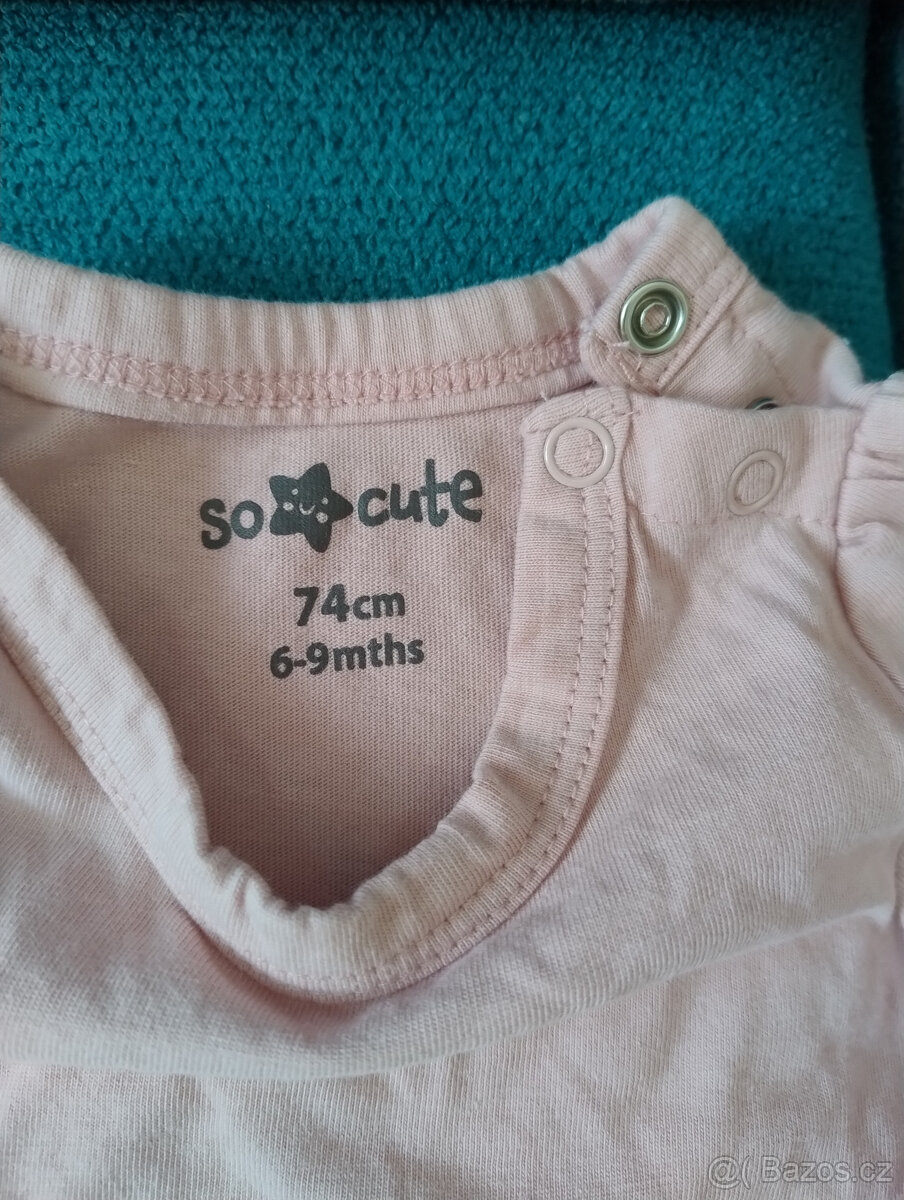 so cute
74cm
6-9mths
@( Bazos.cz